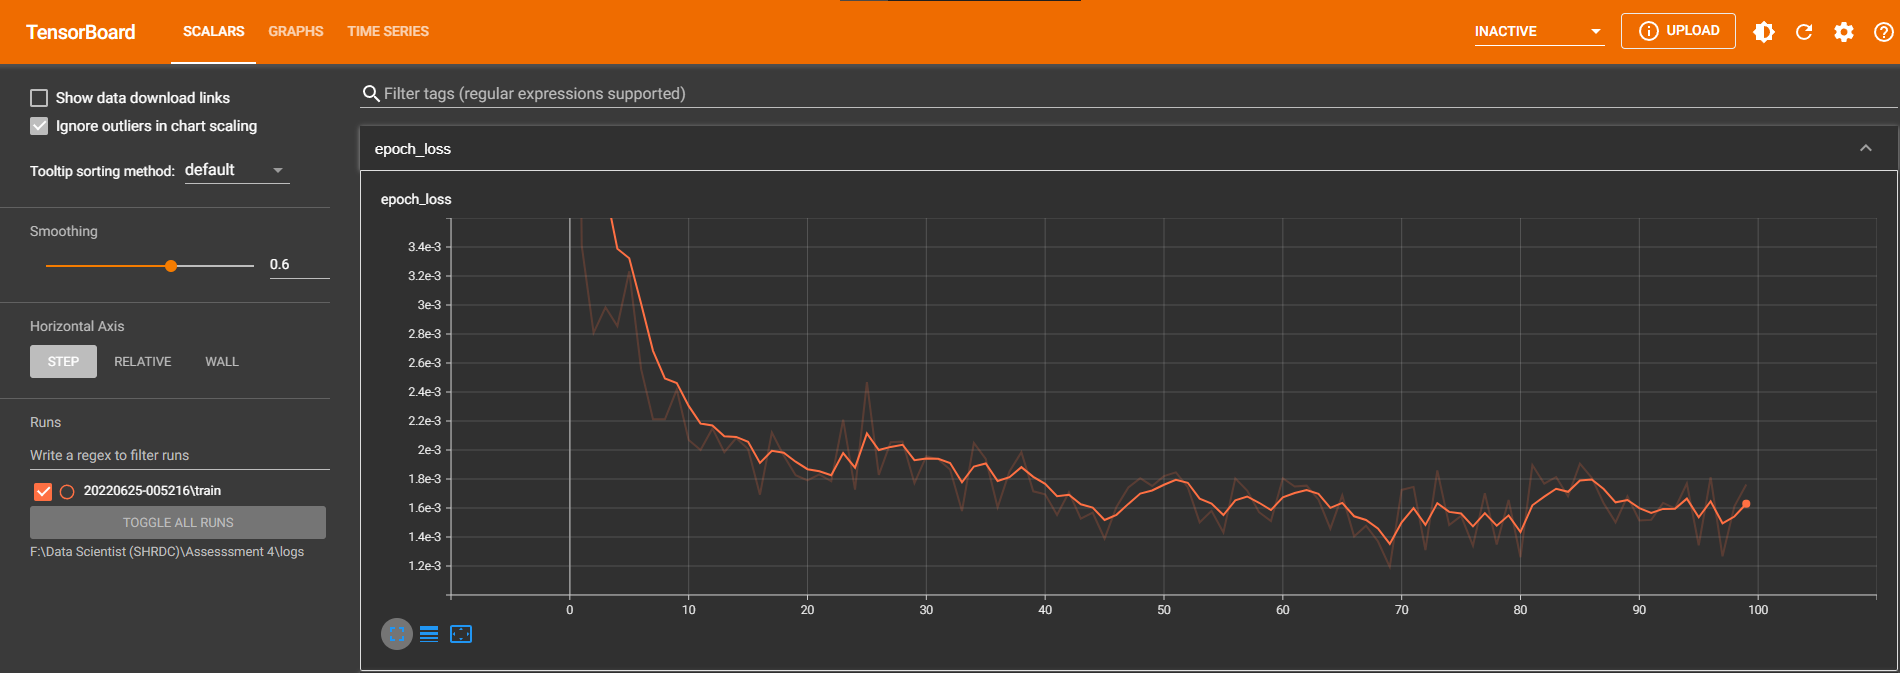 TensorBoard SCALARS GRAPHS TIME SERIES INACTIVE UPLOAD
Show data download links
Ignore outliers in chart scaling
Tooltip sorting method: default
Smoothing
0.6
Horizontal Axis
STEP RELATIVE WALL
Runs
Write a regex to filter runs
20220625-005216\train
TOGGLE ALL RUNS
F:\Data Scientist (SHRDC)\Assesssment 4\logs
Filter tags (regular expressions supported)
epoch_loss
epoch_loss
3.4e-3
3.2e-3
3e-3
2.8e-3
2.6e-3
2.4e-3
2.2e-3
2e-3
1.8e-3
1.6e-3
1.4e-3
1.2e-3
0 10 20 30 40 50 60 70 80 90 100